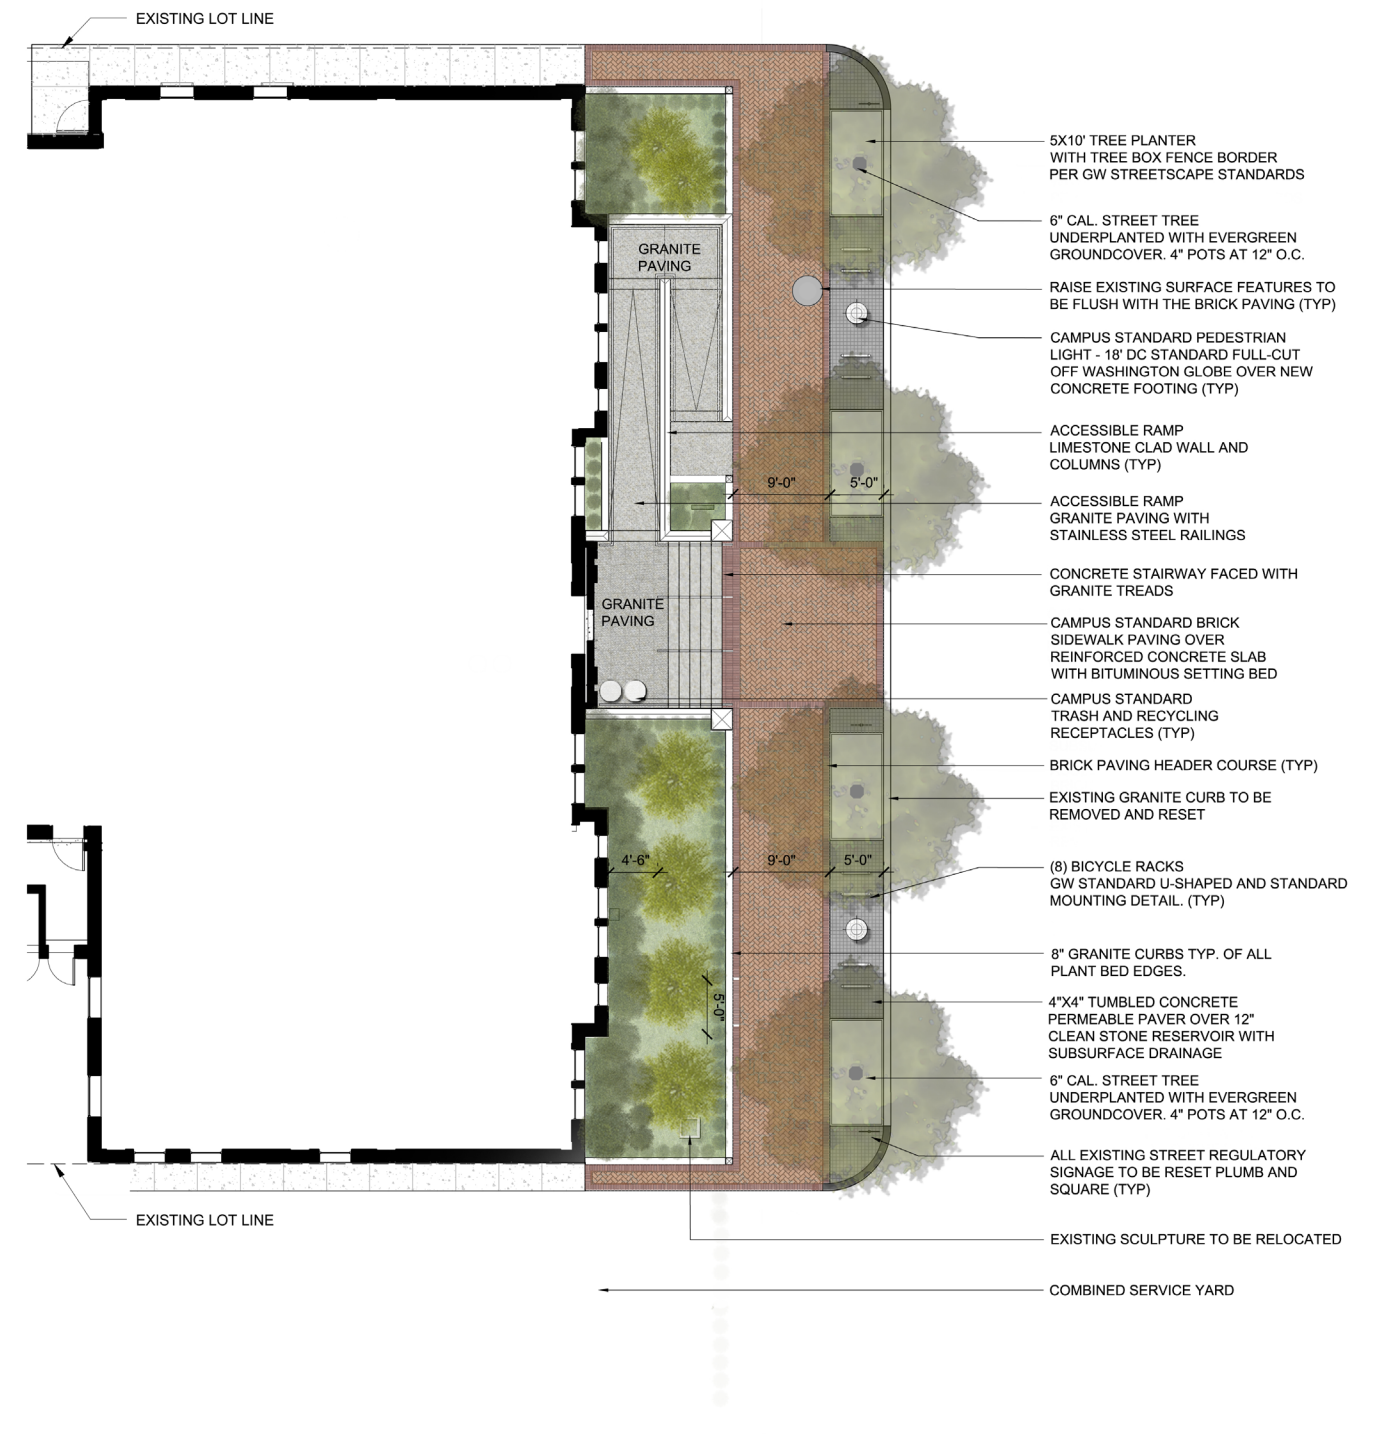 EXISTING LOT LINE
5X10' TREE PLANTER
WITH TREE BOX FENCE BORDER
PER GW STREETSCAPE STANDARDS
6" CAL. STREET TREE
UNDERPLANTED WITH EVERGREEN
GROUNDCOVER. 4" POTS AT 12" O.C.
GRANITE
PAVING
RAISE EXISTING SURFACE FEATURES TO
BE FLUSH WITH THE BRICK PAVING (TYP)
CAMPUS STANDARD PEDESTRIAN
LIGHT - 18' DC STANDARD FULL-CUT
OFF WASHINGTON GLOBE OVER NEW
CONCRETE FOOTING (TYP)
ACCESSIBLE RAMP
LIMESTONE CLAD WALL AND
COLUMNS (TYP)
9'-0"
5'-0"
ACCESSIBLE RAMP
GRANITE PAVING WITH
STAINLESS STEEL RAILINGS
CONCRETE STAIRWAY FACED WITH
GRANITE TREADS
GRANITE
PAVING
CAMPUS STANDARD BRICK
SIDEWALK PAVING OVER
REINFORCED CONCRETE SLAB
WITH BITUMINOUS SETTING BED
CAMPUS STANDARD
TRASH AND RECYCLING
RECEPTACLES (TYP)
BRICK PAVING HEADER COURSE (TYP)
EXISTING GRANITE CURB TO BE
REMOVED AND RESET
4'-6"
9'-0"
5'-0"
(8) BICYCLE RACKS
GW STANDARD U-SHAPED AND STANDARD
MOUNTING DETAIL. (TYP)
8" GRANITE CURBS TYP. OF ALL
PLANT BED EDGES.
5'-0"
4"X4" TUMBLED CONCRETE
PERMEABLE PAVER OVER 12"
CLEAN STONE RESERVOIR WITH
SUBSURFACE DRAINAGE
6" CAL. STREET TREE
UNDERPLANTED WITH EVERGREEN
GROUNDCOVER. 4" POTS AT 12" O.C.
ALL EXISTING STREET REGULATORY
SIGNAGE TO BE RESET PLUMB AND
SQUARE (TYP)
EXISTING LOT LINE
EXISTING SCULPTURE TO BE RELOCATED
COMBINED SERVICE YARD